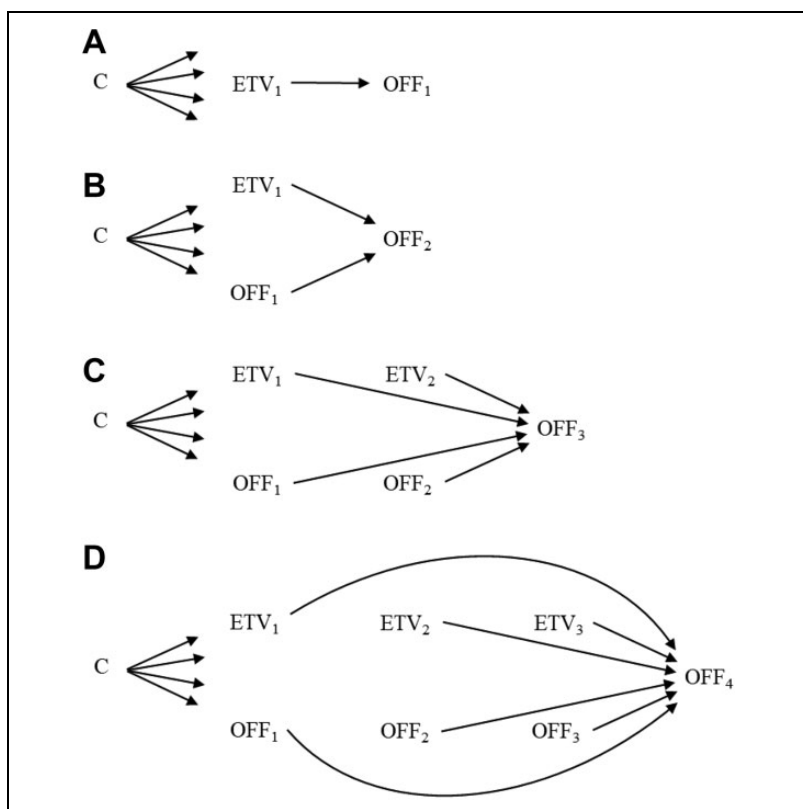 A
C ETV₁ OFF₁
B
ETV₁
C OFF₂
OFF₁
C
ETV₁ ETV₂
C OFF₃
OFF₁ OFF₂
D
ETV₁ ETV₂ ETV₃
C OFF₄
OFF₁ OFF₂ OFF₃